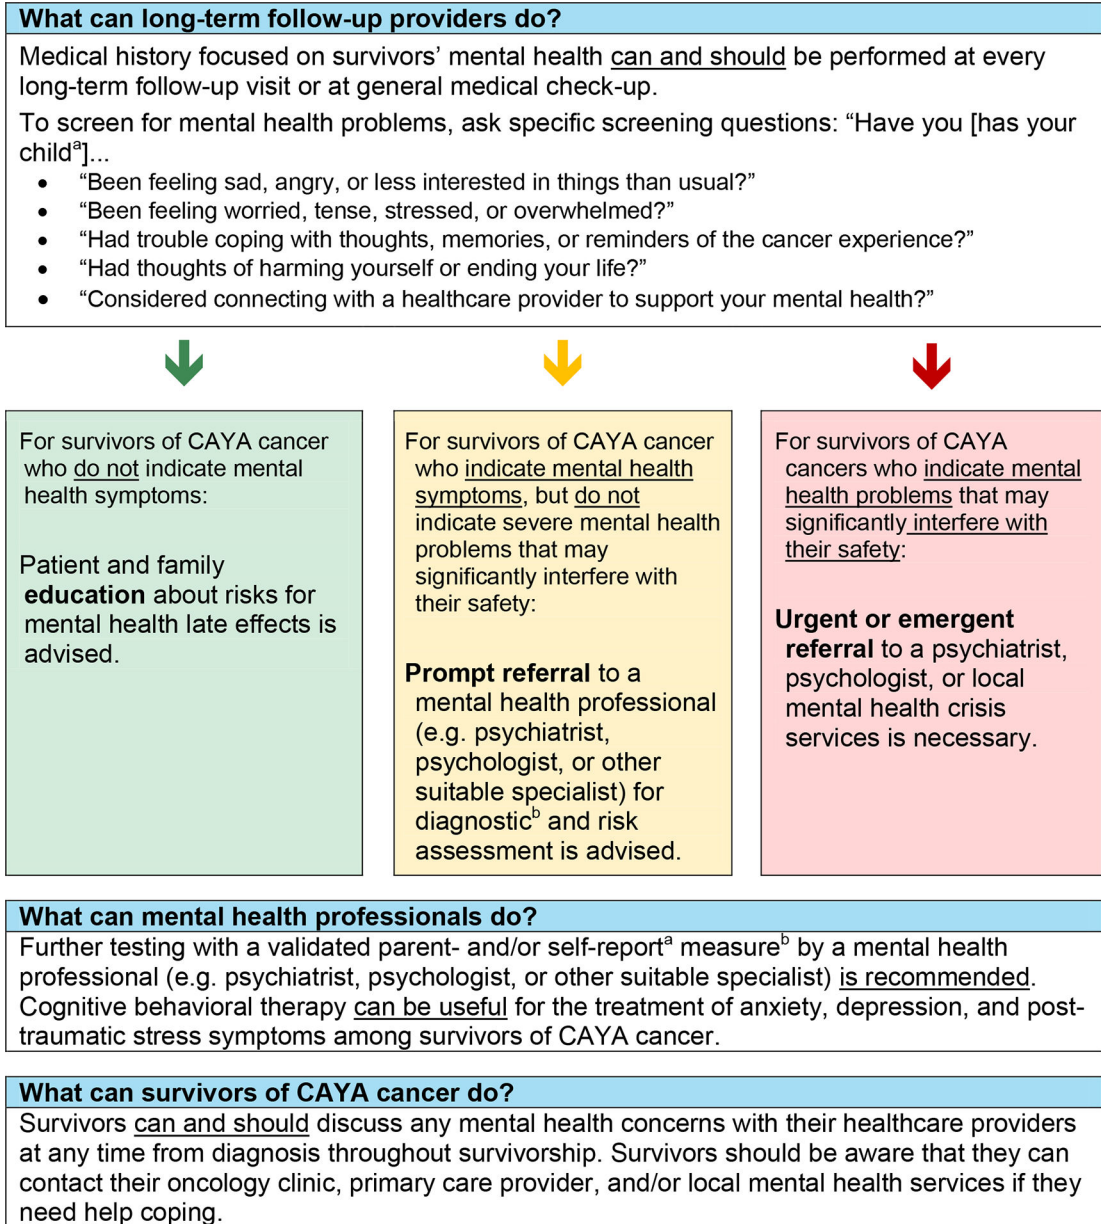 What can long-term follow-up providers do?
Medical history focused on survivors’ mental health can and should be performed at every
long-term follow-up visit or at general medical check-up.
To screen for mental health problems, ask specific screening questions: “Have you [has your
childᵃ]...
• “Been feeling sad, angry, or less interested in things than usual?”
• “Been feeling worried, tense, stressed, or overwhelmed?”
• “Had trouble coping with thoughts, memories, or reminders of the cancer experience?”
• “Had thoughts of harming yourself or ending your life?”
• “Considered connecting with a healthcare provider to support your mental health?”
For survivors of CAYA cancer
who do not indicate mental
health symptoms:
Patient and family
education about risks for
mental health late effects is
advised.
For survivors of CAYA cancer
who indicate mental health
symptoms, but do not
indicate severe mental health
problems that may
significantly interfere with
their safety:
Prompt referral to a
mental health professional
(e.g. psychiatrist,
psychologist, or other
suitable specialist) for
diagnosticᵇ and risk
assessment is advised.
For survivors of CAYA
cancers who indicate mental
health problems that may
significantly interfere with
their safety:
Urgent or emergent
referral to a psychiatrist,
psychologist, or local
mental health crisis
services is necessary.
What can mental health professionals do?
Further testing with a validated parent- and/or self-reportᵃ measureᵇ by a mental health
professional (e.g. psychiatrist, psychologist, or other suitable specialist) is recommended.
Cognitive behavioral therapy can be useful for the treatment of anxiety, depression, and post-
traumatic stress symptoms among survivors of CAYA cancer.
What can survivors of CAYA cancer do?
Survivors can and should discuss any mental health concerns with their healthcare providers
at any time from diagnosis throughout survivorship. Survivors should be aware that they can
contact their oncology clinic, primary care provider, and/or local mental health services if they
need help coping.